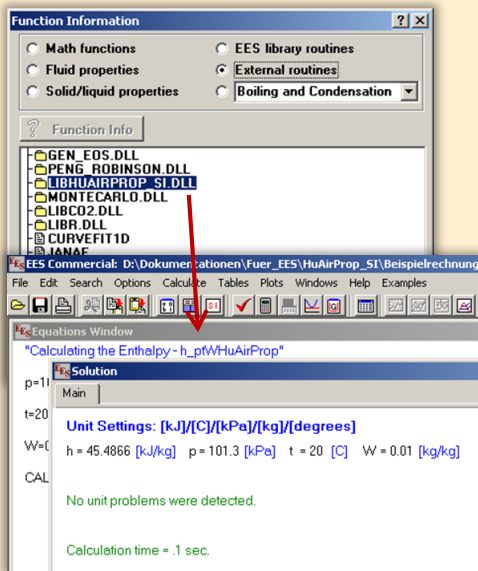 Function Information
Math functions
EES library routines
Fluid properties
External routines
Solid/liquid properties
Boiling and Condensation
? Function Info
GEN_EOS.DLL
PENG_ROBINSON.DLL
LIBHUAIRPROP_SI.DLL
MONTECARLO.DLL
LIBCO2.DLL
LIBR.DLL
CURVEFIT1D
JANAF
EES Commercial: D:\Dokumentationen\Fuer_EES\HuAirProp_SI\Beispielrechnung
File Edit Search Options Calculate Tables Plots Windows Help Examples
Equations Window
"Calculating the Enthalpy - h_ptWHuAirProp"
Solution
Main
Unit Settings: [kJ]/[C]/[kPa]/[kg]/[degrees]
p=1
t=20
h = 45.4866 [kJ/kg] p = 101.3 [kPa] t = 20 [C] W = 0.01 [kg/kg]
W=
CAL
No unit problems were detected.
Calculation time = .1 sec.